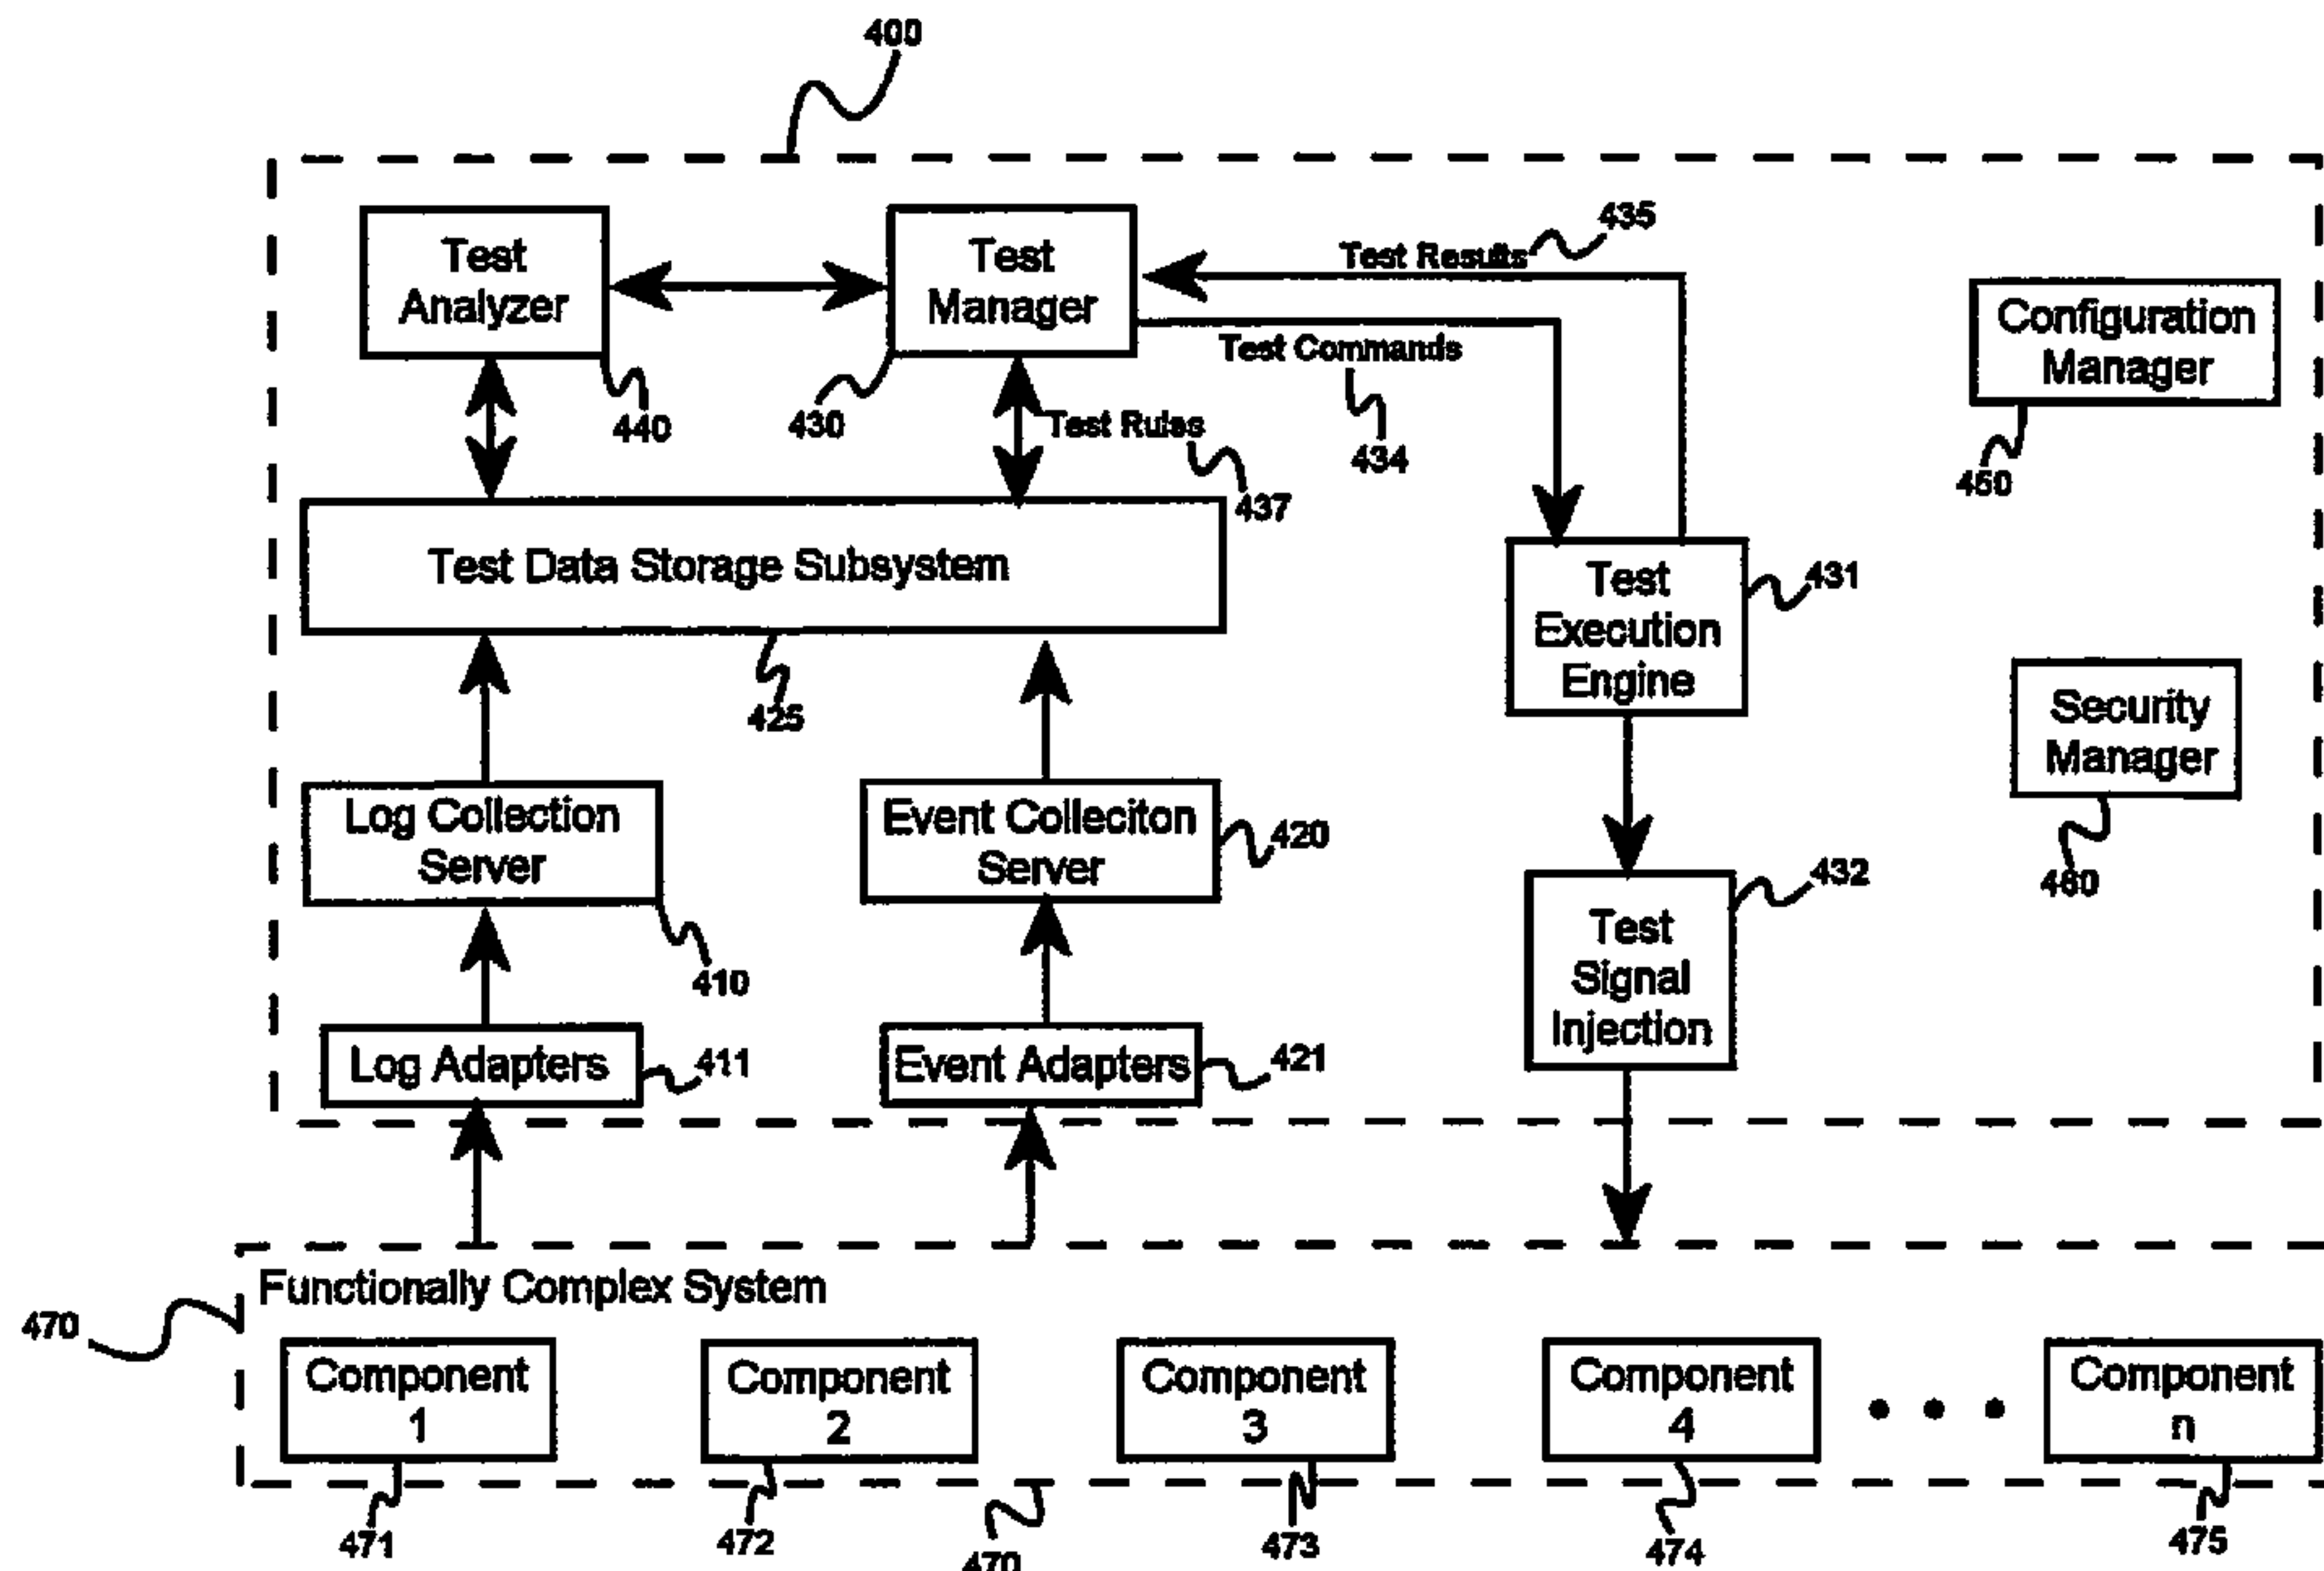 400
Test
Analyzer
440
Test
Manager
430
Test Results
435
Test Commands
434
Test Rules
437
Configuration
Manager
450
Test Data Storage Subsystem
425
Test
Execution
Engine
431
Security
Manager
460
Log Collection
Server
410
Event Colleciton
Server
420
Test
Signal
Injection
432
Log Adapters
411
Event Adapters
421
Functionally Complex System
470
Component
1
471
Component
2
472
470
Component
3
473
Component
4
474
Component
n
475